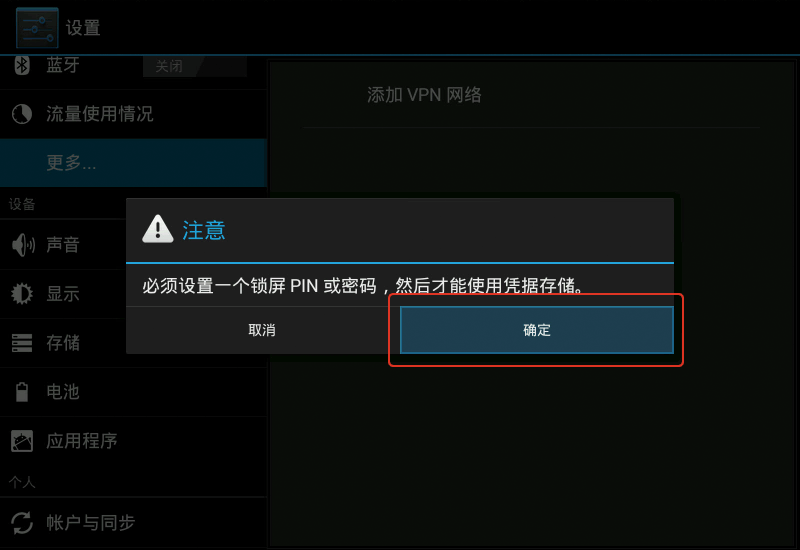 设置
蓝牙
关闭
流量使用情况
更多...
设备
声音
显示
存储
电池
应用程序
个人
帐户与同步
添加 VPN 网络
注意
必须设置一个锁屏 PIN 或密码，然后才能使用凭据存储。
取消
确定